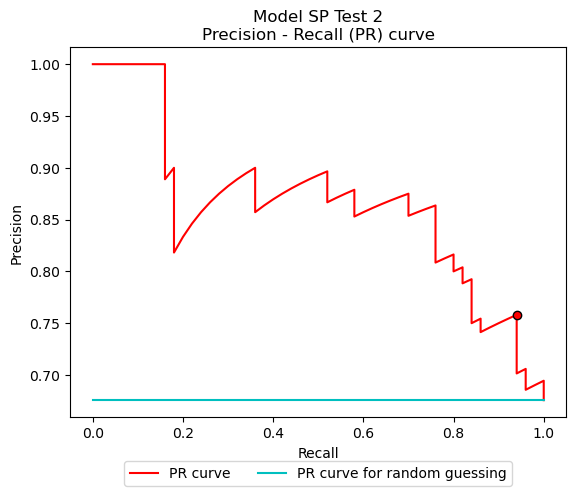 Model SP Test 2
Precision - Recall (PR) curve
1.00
0.95
0.90
0.85
0.80
0.75
0.70
Precision
0.0 0.2 0.4 0.6 0.8 1.0
Recall
PR curve PR curve for random guessing